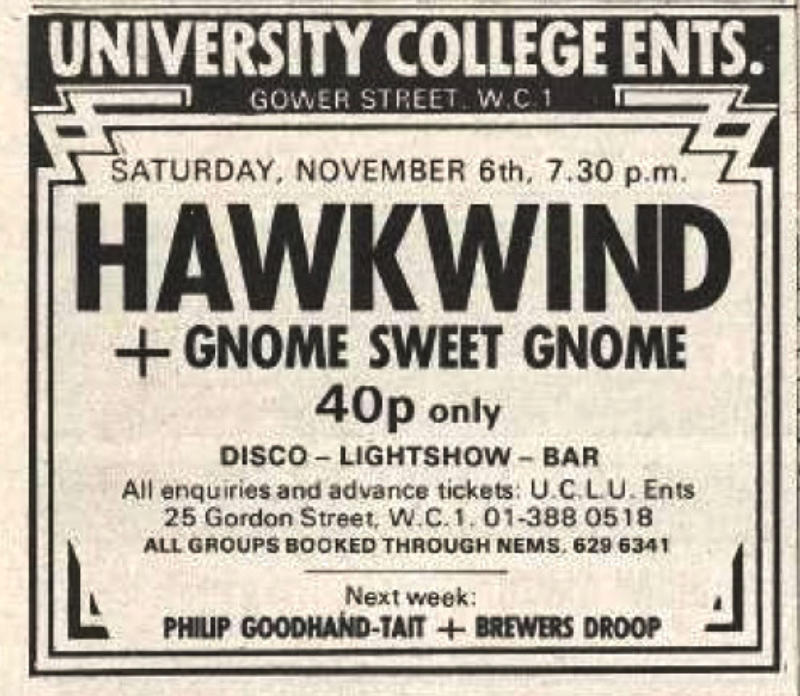 UNIVERSITY COLLEGE ENTS.
GOWER STREET. W.C.1
SATURDAY, NOVEMBER 6th, 7.30 p.m.
HAWKWIND
+ GNOME SWEET GNOME
40p only
DISCO – LIGHTSHOW – BAR
All enquiries and advance tickets: U.C.L.U. Ents
25 Gordon Street, W.C.1. 01-388 0518
ALL GROUPS BOOKED THROUGH NEMS. 629 6341
Next week:
PHILIP GOODHAND-TAIT + BREWERS DROOP